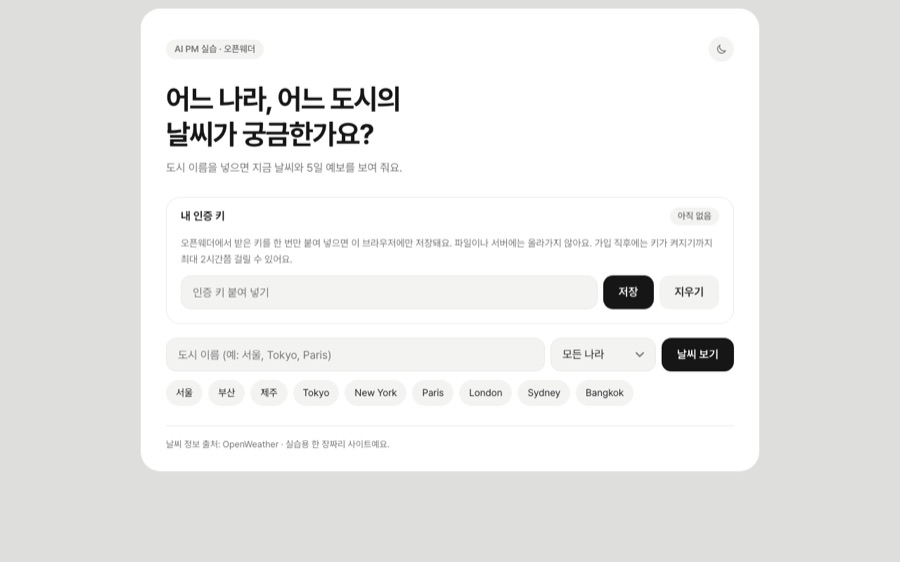 AI PM 실습 · 오픈웨더
어느 나라, 어느 도시의
날씨가 궁금한가요?
도시 이름을 넣으면 지금 날씨와 5일 예보를 보여 줘요.
내 인증 키
아직 없음
오픈웨더에서 받은 키를 한 번만 붙여 넣으면 이 브라우저에만 저장돼요. 파일이나 서버에는 올라가지 않아요. 가입 직후에는 키가 켜지기까지
최대 2시간쯤 걸릴 수 있어요.
인증 키 붙여 넣기
저장
지우기
도시 이름 (예: 서울, Tokyo, Paris)
모든 나라
날씨 보기
서울
부산
제주
Tokyo
New York
Paris
London
Sydney
Bangkok
날씨 정보 출처: OpenWeather · 실습용 한 장짜리 사이트예요.